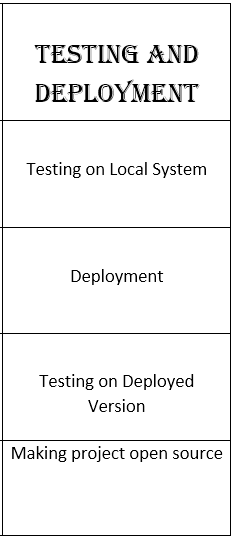 TESTING AND
DEPLOYMENT
Testing on Local System
Deployment
Testing on Deployed
Version
Making project open source